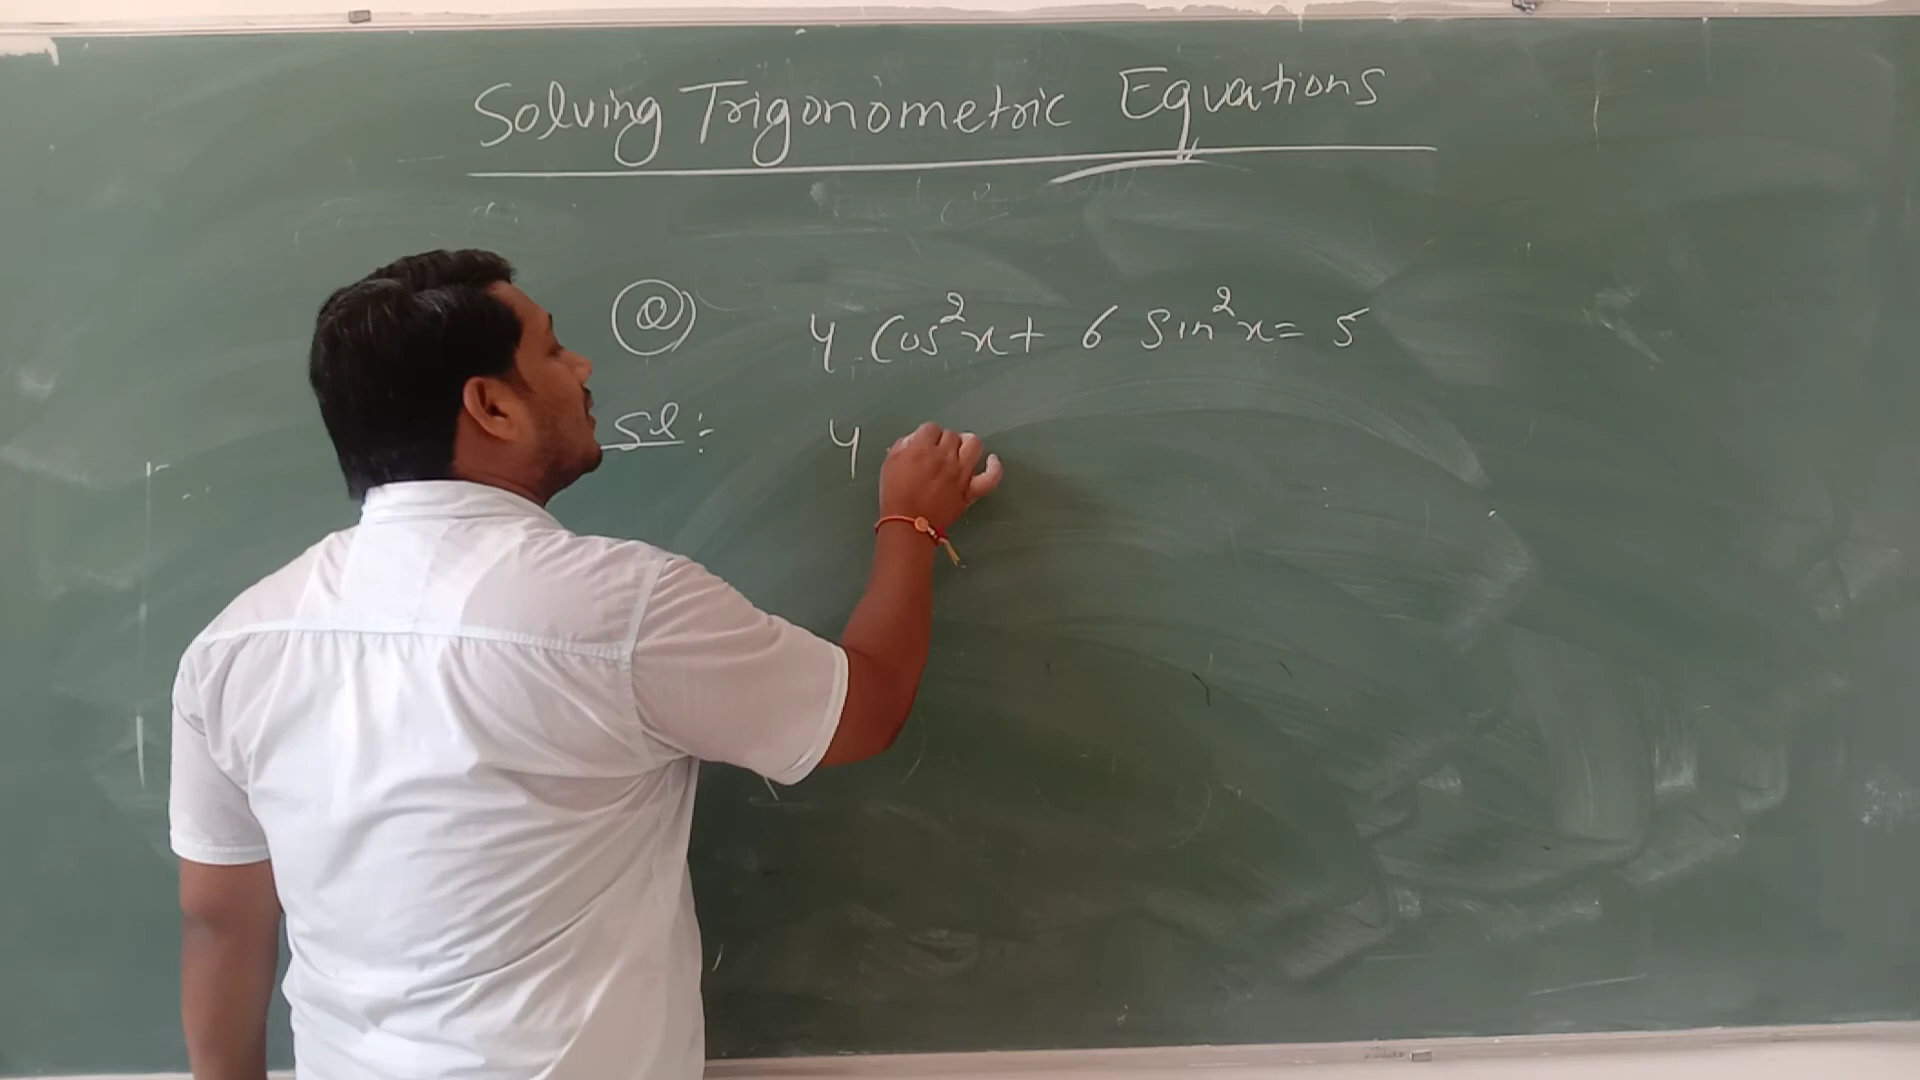 Solving Trigonometric Equations
Q 4 Cos²x + 6 Sin²x = 5
Sol :- 4